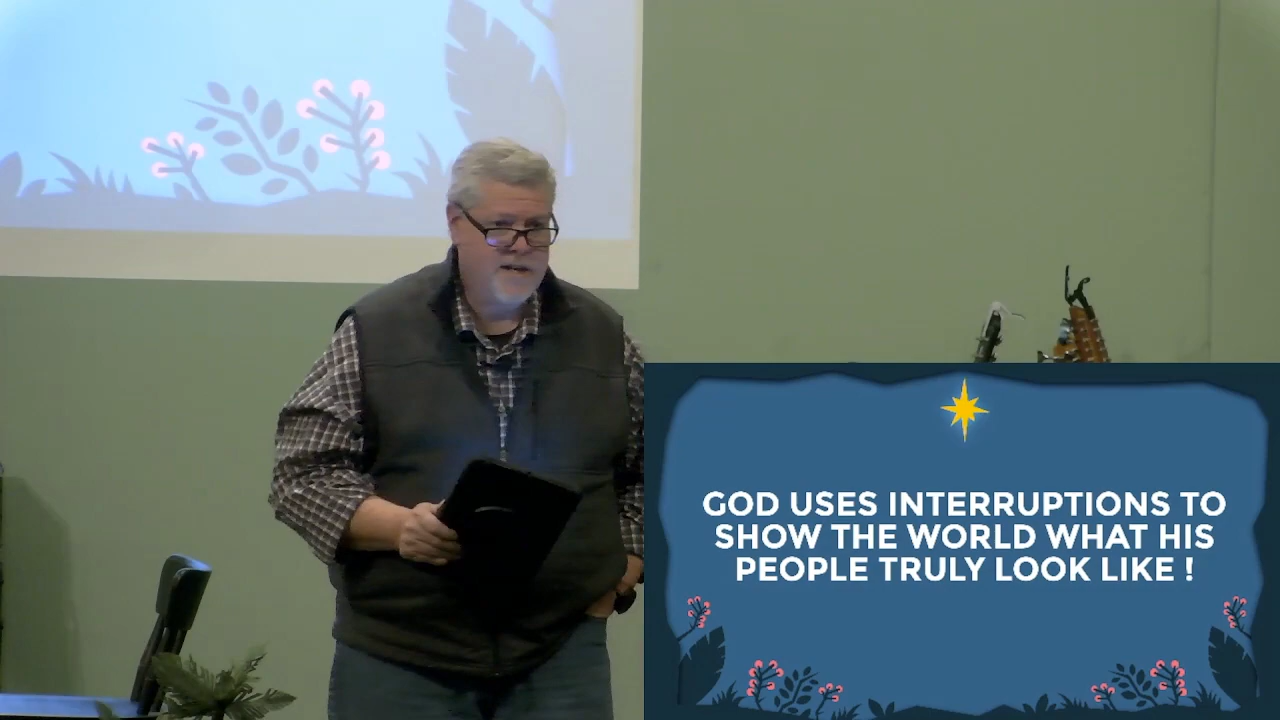 GOD USES INTERRUPTIONS TO
SHOW THE WORLD WHAT HIS
PEOPLE TRULY LOOK LIKE !